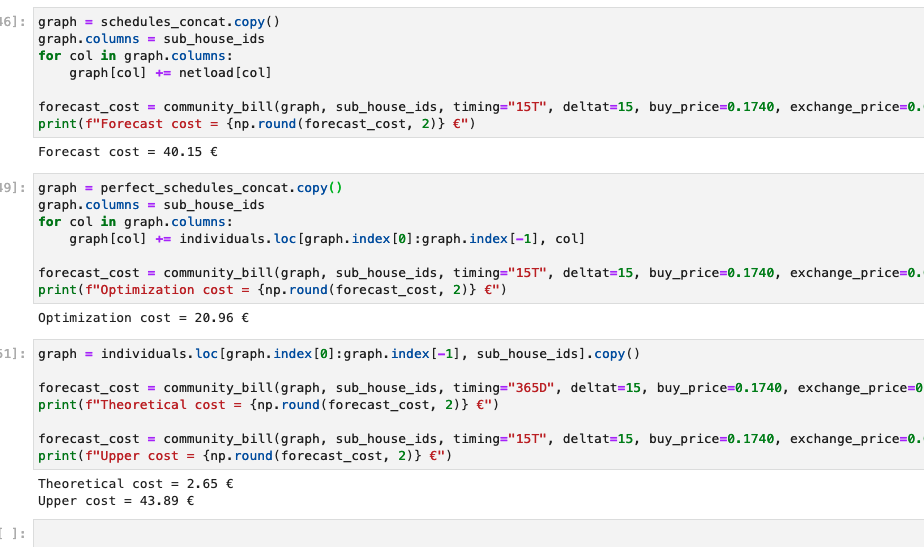 46]:
graph = schedules_concat.copy()
graph.columns = sub_house_ids
for col in graph.columns:
    graph[col] += netload[col]
forecast_cost = community_bill(graph, sub_house_ids, timing="15T", deltat=15, buy_price=0.1740, exchange_price=0.
print(f"Forecast cost = {np.round(forecast_cost, 2)} €")
Forecast cost = 40.15 €
49]:
graph = perfect_schedules_concat.copy()
graph.columns = sub_house_ids
for col in graph.columns:
    graph[col] += individuals.loc[graph.index[0]:graph.index[-1], col]
forecast_cost = community_bill(graph, sub_house_ids, timing="15T", deltat=15, buy_price=0.1740, exchange_price=0.
print(f"Optimization cost = {np.round(forecast_cost, 2)} €")
Optimization cost = 20.96 €
51]:
graph = individuals.loc[graph.index[0]:graph.index[-1], sub_house_ids].copy()
forecast_cost = community_bill(graph, sub_house_ids, timing="365D", deltat=15, buy_price=0.1740, exchange_price=0
print(f"Theoretical cost = {np.round(forecast_cost, 2)} €")
forecast_cost = community_bill(graph, sub_house_ids, timing="15T", deltat=15, buy_price=0.1740, exchange_price=0.
print(f"Upper cost = {np.round(forecast_cost, 2)} €")
Theoretical cost = 2.65 €
Upper cost = 43.89 €
[ ]: